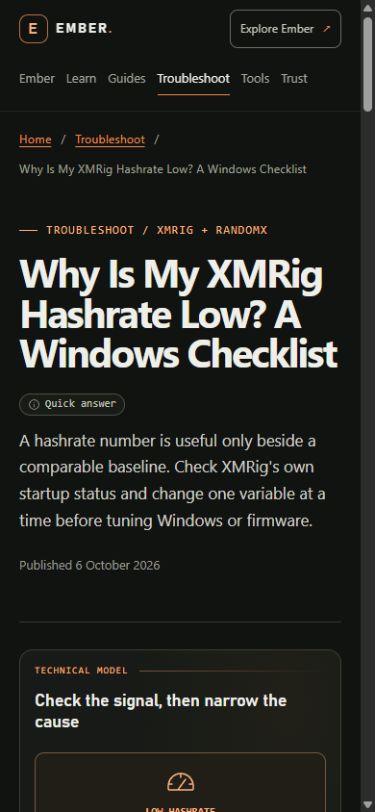 E EMBER.
Explore Ember ↗
Ember Learn Guides Troubleshoot Tools Trust
Home / Troubleshoot /
Why Is My XMRig Hashrate Low? A Windows Checklist
TROUBLESHOOT / XMRIG + RANDOMX
Why Is My XMRig
Hashrate Low? A
Windows Checklist
Quick answer
A hashrate number is useful only beside a
comparable baseline. Check XMRig's own
startup status and change one variable at a
time before tuning Windows or firmware.
Published 6 October 2026
TECHNICAL MODEL
Check the signal, then narrow the
cause
LOW HASHRATE